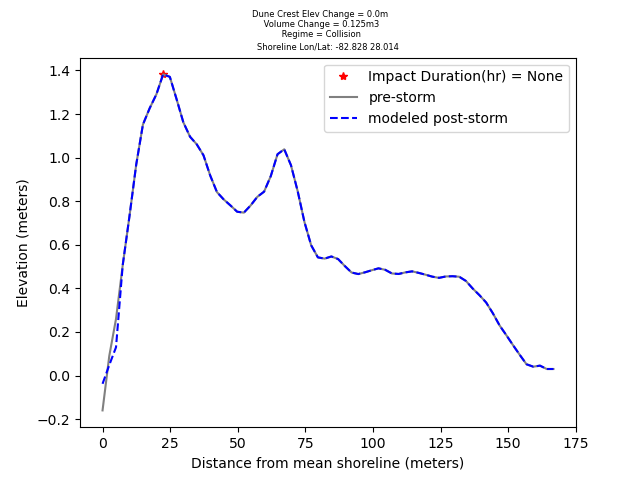 Dune Crest Elev Change = 0.0m
Volume Change = 0.125m3
Regime = Collision
Shoreline Lon/Lat: -82.828 28.014
Impact Duration(hr) = None
pre-storm
modeled post-storm
1.4
1.2
1.0
0.8
0.6
0.4
0.2
0.0
−0.2
Elevation (meters)
0 25 50 75 100 125 150 175
Distance from mean shoreline (meters)